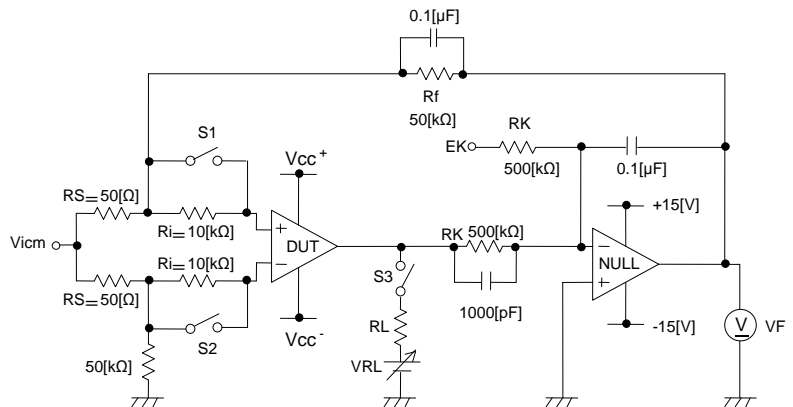 0.1[µF]
Rf
50[kΩ]
S1
EK
RK
500[kΩ]
0.1[µF]
Vcc+
RS=50[Ω]
Ri=10[kΩ]
+15[V]
Vicm
DUT
+
−
Ri=10[kΩ]
RS=50[Ω]
RK
500[kΩ]
−
NULL
+
S3
1000[pF]
S2
Vcc-
RL
-15[V]
V
VF
50[kΩ]
VRL